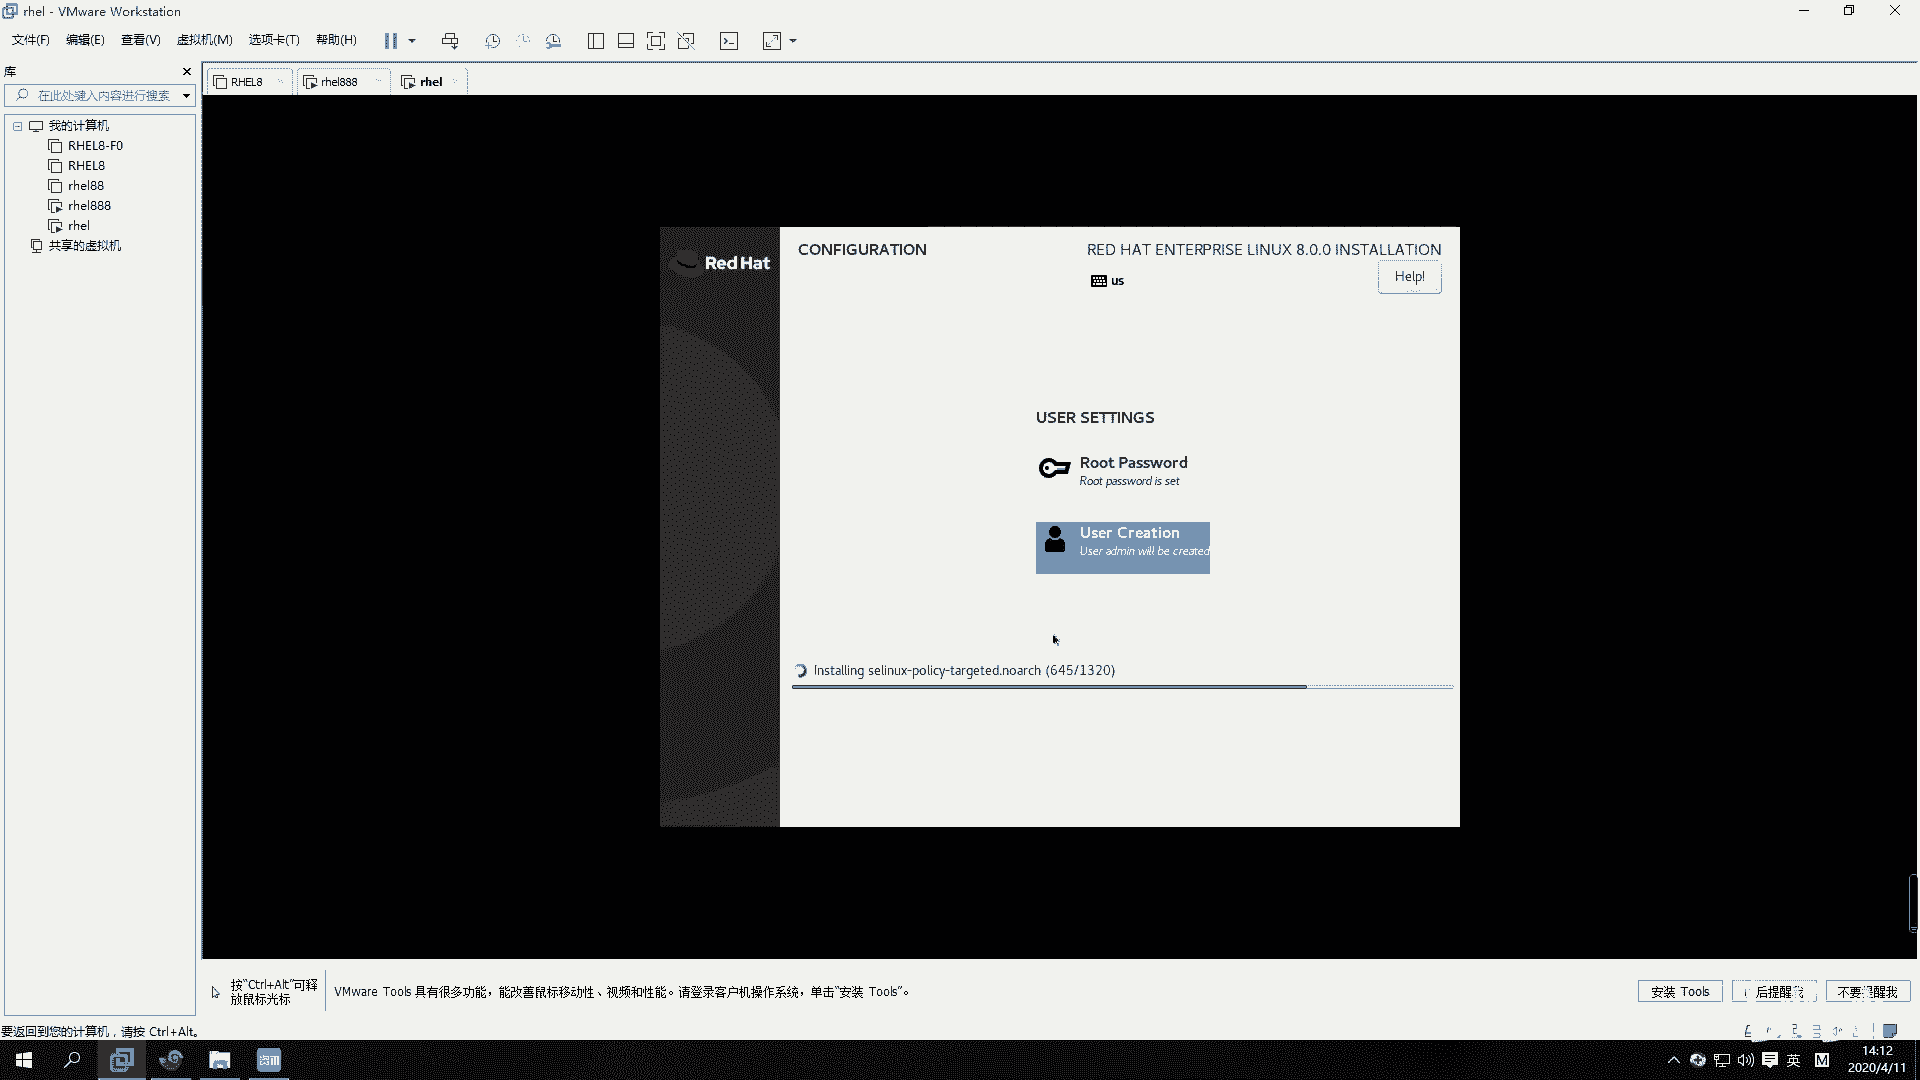 rhel - VMware Workstation
文件(F) 编辑(E) 查看(V) 虚拟机(M) 选项卡(T) 帮助(H)
库
在此处键入内容进行搜索
RHEL8 rhel888 rhel
我的计算机
RHEL8-F0
RHEL8
rhel88
rhel888
rhel
共享的虚拟机
Red Hat
CONFIGURATION
RED HAT ENTERPRISE LINUX 8.0.0 INSTALLATION
us
Help!
USER SETTINGS
Root Password
Root password is set
User Creation
User admin will be created
Installing selinux-policy-targeted.noarch (645/1320)
按"Ctrl+Alt"可释
放鼠标光标
VMware Tools 具有很多功能，能改善鼠标移动性、视频和性能。请登录客户机操作系统，单击"安装 Tools"。
安装 Tools
后提醒我
不要提醒我
要返回到您的计算机，请按 Ctrl+Alt。
资讯
英
M
14:12
2020/4/11